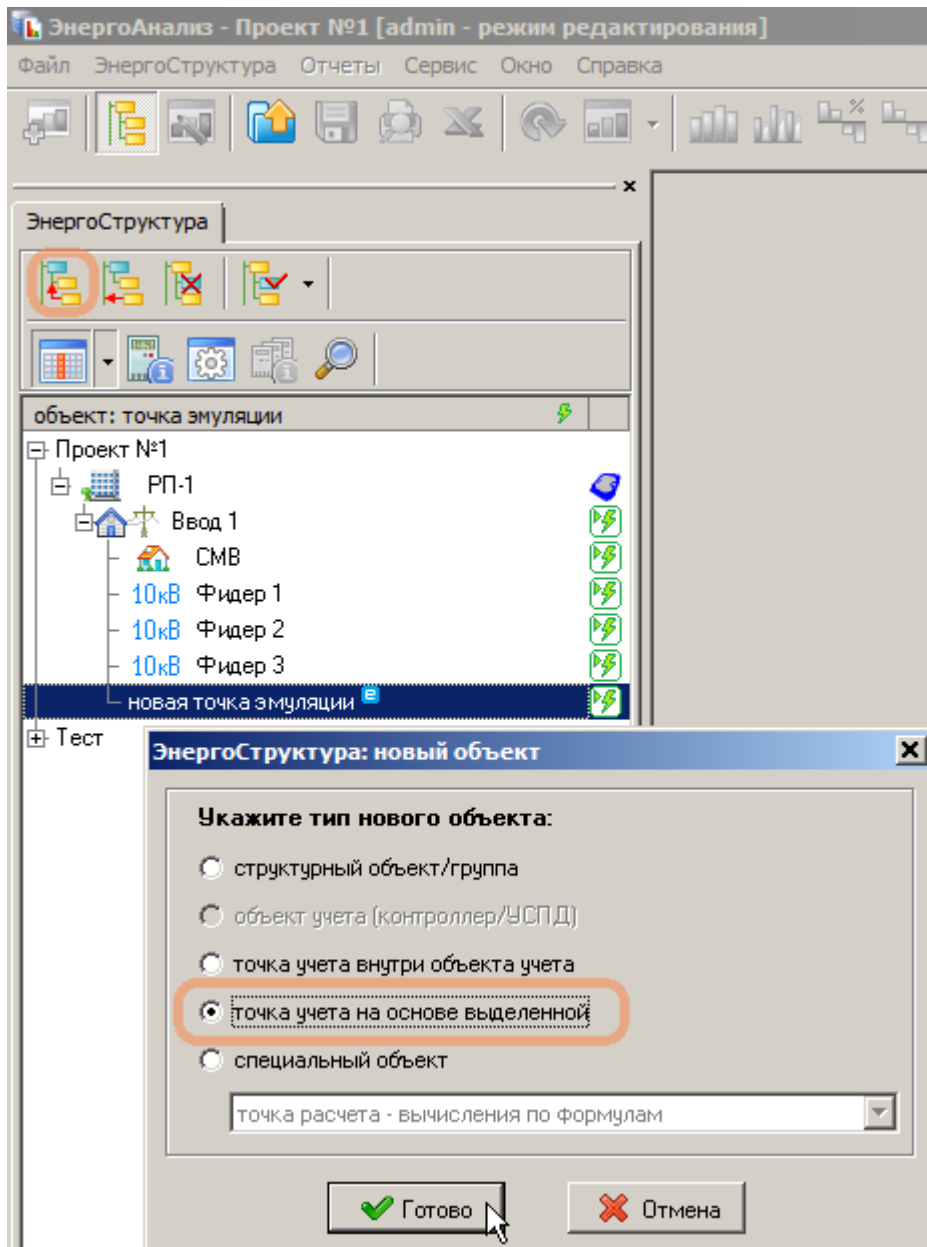 ЭнергоАнализ - Проект №1 [admin - режим редактирования]
Файл ЭнергоСтруктура Отчеты Сервис Окно Справка
ЭнергоСтруктура
объект: точка эмуляции
Проект №1
РП-1
Ввод 1
СМВ
10кВ Фидер 1
10кВ Фидер 2
10кВ Фидер 3
новая точка эмуляции e
Тест
ЭнергоСтруктура: новый объект
Укажите тип нового объекта:
структурный объект/группа
объект учета (контроллер/УСПД)
точка учета внутри объекта учета
точка учета на основе выделенной
специальный объект
точка расчета - вычисления по формулам
Готово Отмена